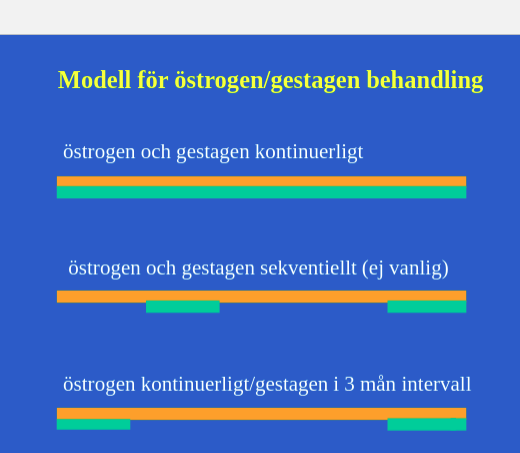 Modell för östrogen/gestagen behandling
östrogen och gestagen kontinuerligt
östrogen och gestagen sekventiellt (ej vanlig)
östrogen kontinuerligt/gestagen i 3 mån intervall